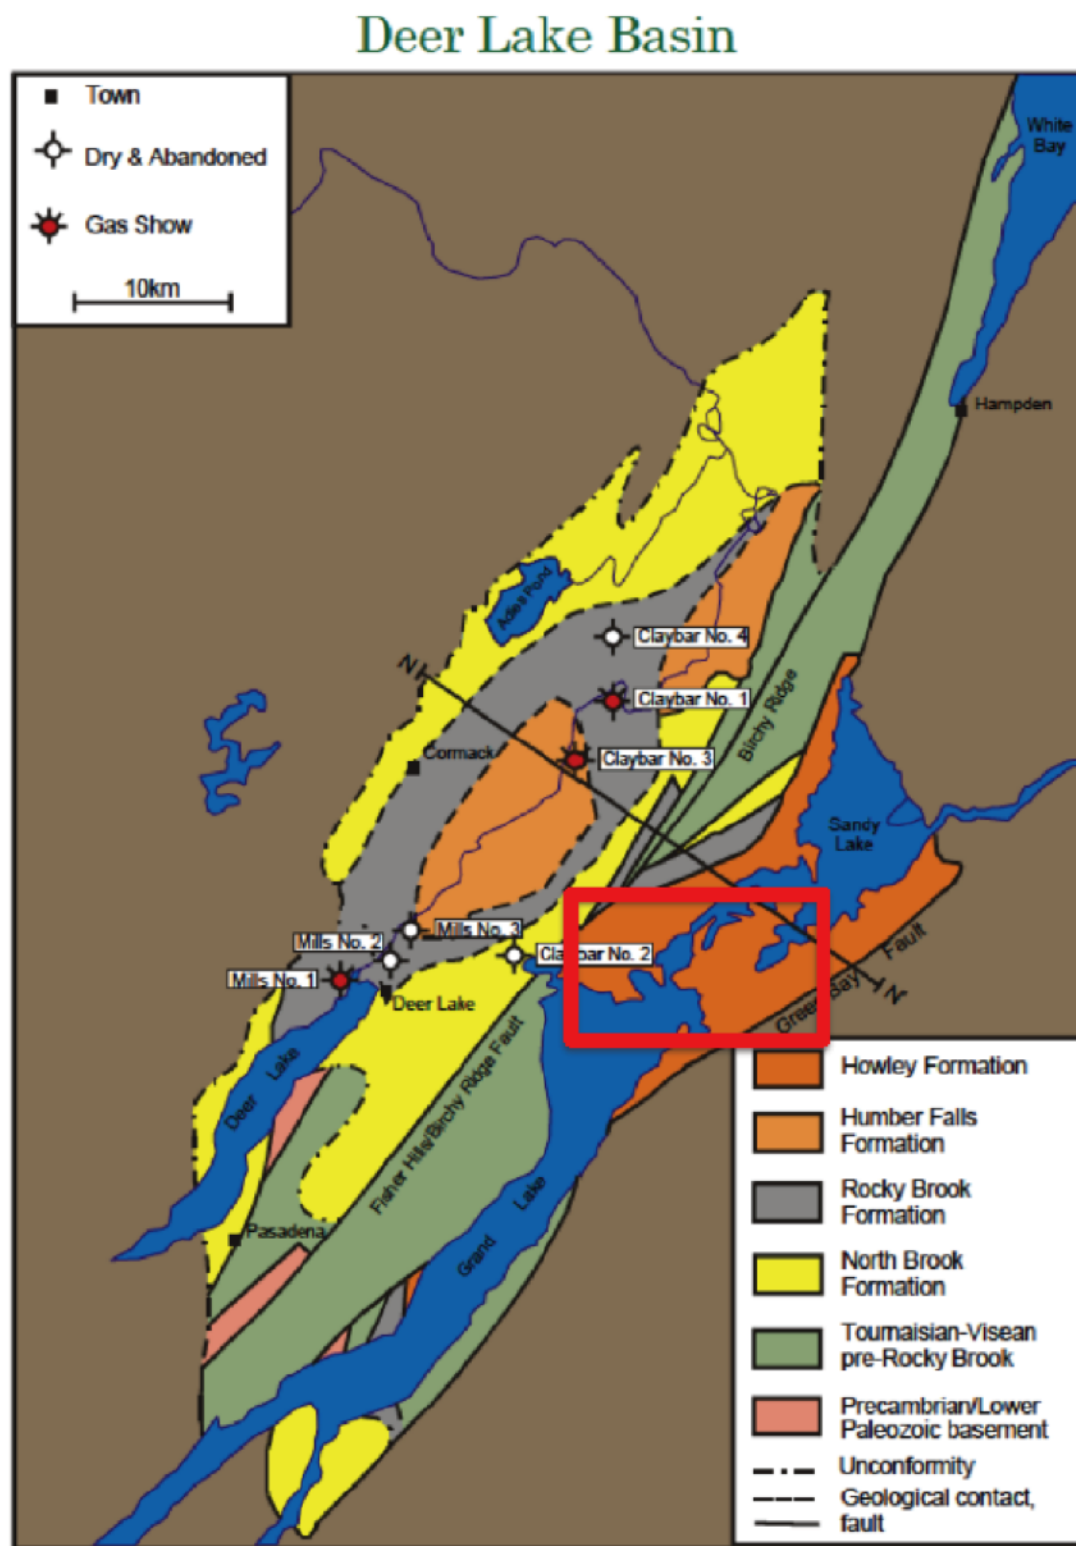 Deer Lake Basin
Town
Dry & Abandoned
Gas Show
10km
White
Bay
Hampden
Adies Pond
Claybar No. 4
N
Claybar No. 1
Birchy Ridge
Cormack
Claybar No. 3
Sandy
Lake
Mills No. 3
Mills No. 2
Claybar No. 2
Mills No. 1
Deer Lake
Green Bay Fault
N'
Deer Lake
Fisher Hills/Birchy Ridge Fault
Grand Lake
Pasadena
Howley Formation
Humber Falls
Formation
Rocky Brook
Formation
North Brook
Formation
Tournaisian-Visean
pre-Rocky Brook
Precambrian/Lower
Paleozoic basement
Unconformity
Geological contact,
fault